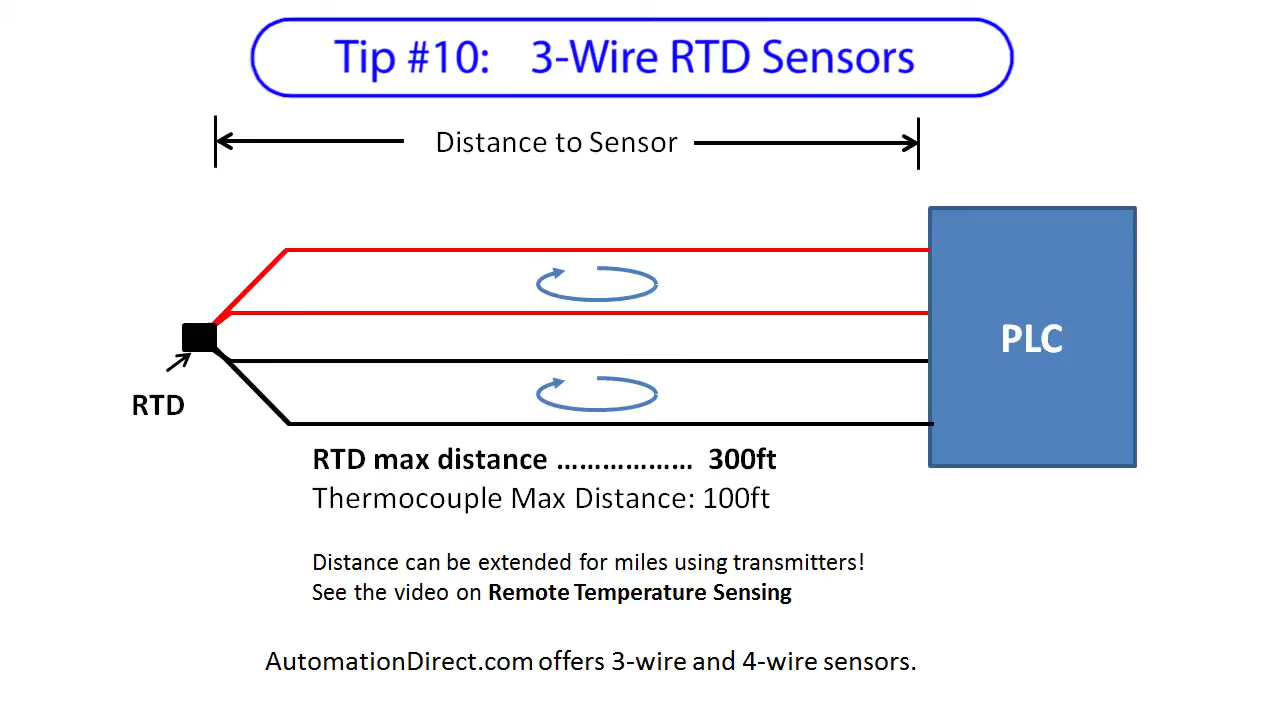 Tip #10: 3-Wire RTD Sensors
Distance to Sensor
PLC
RTD
RTD max distance ……………… 300ft
Thermocouple Max Distance: 100ft
Distance can be extended for miles using transmitters!
See the video on Remote Temperature Sensing
AutomationDirect.com offers 3-wire and 4-wire sensors.